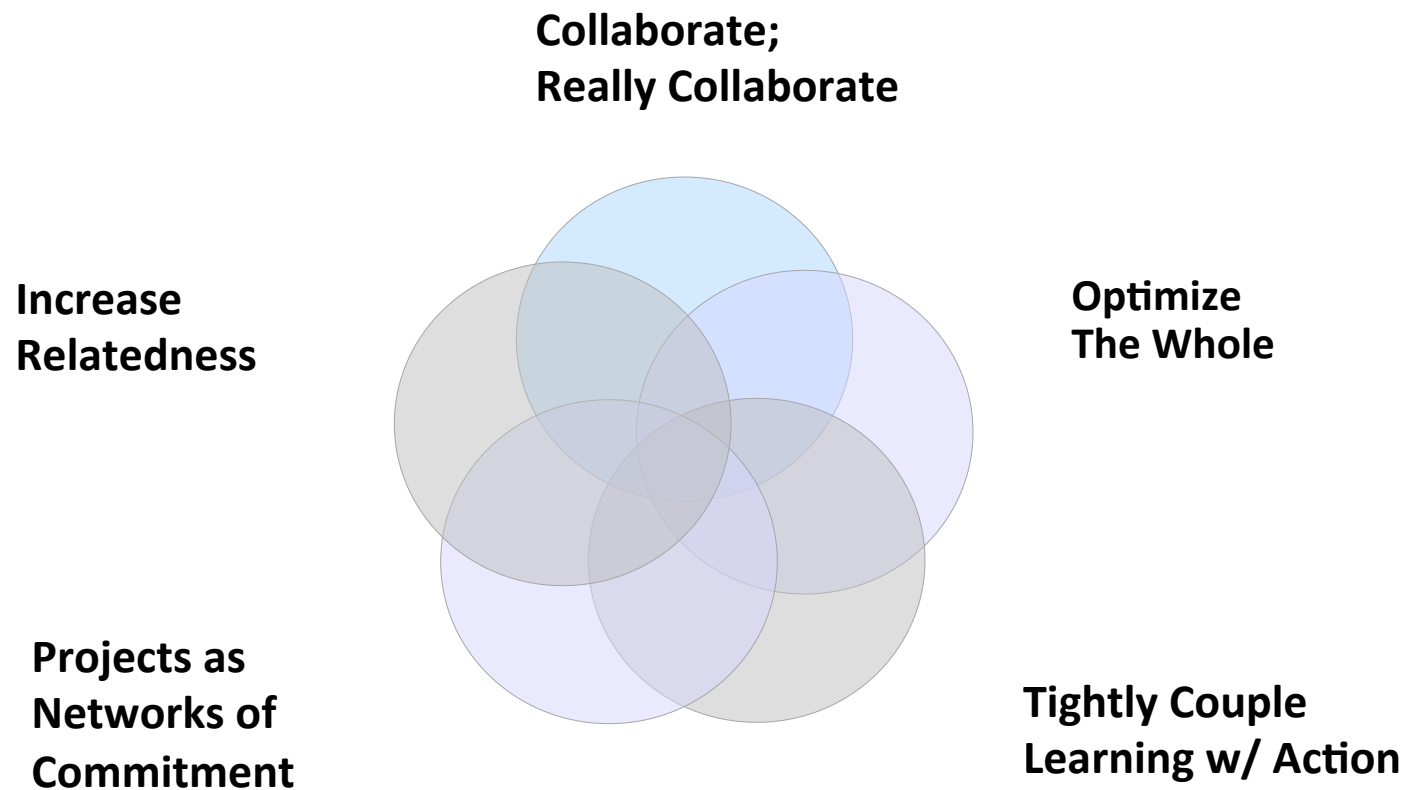 Collaborate;
Really Collaborate
Increase
Relatedness
Optimize
The Whole
Projects as
Networks of
Commitment
Tightly Couple
Learning w/ Action